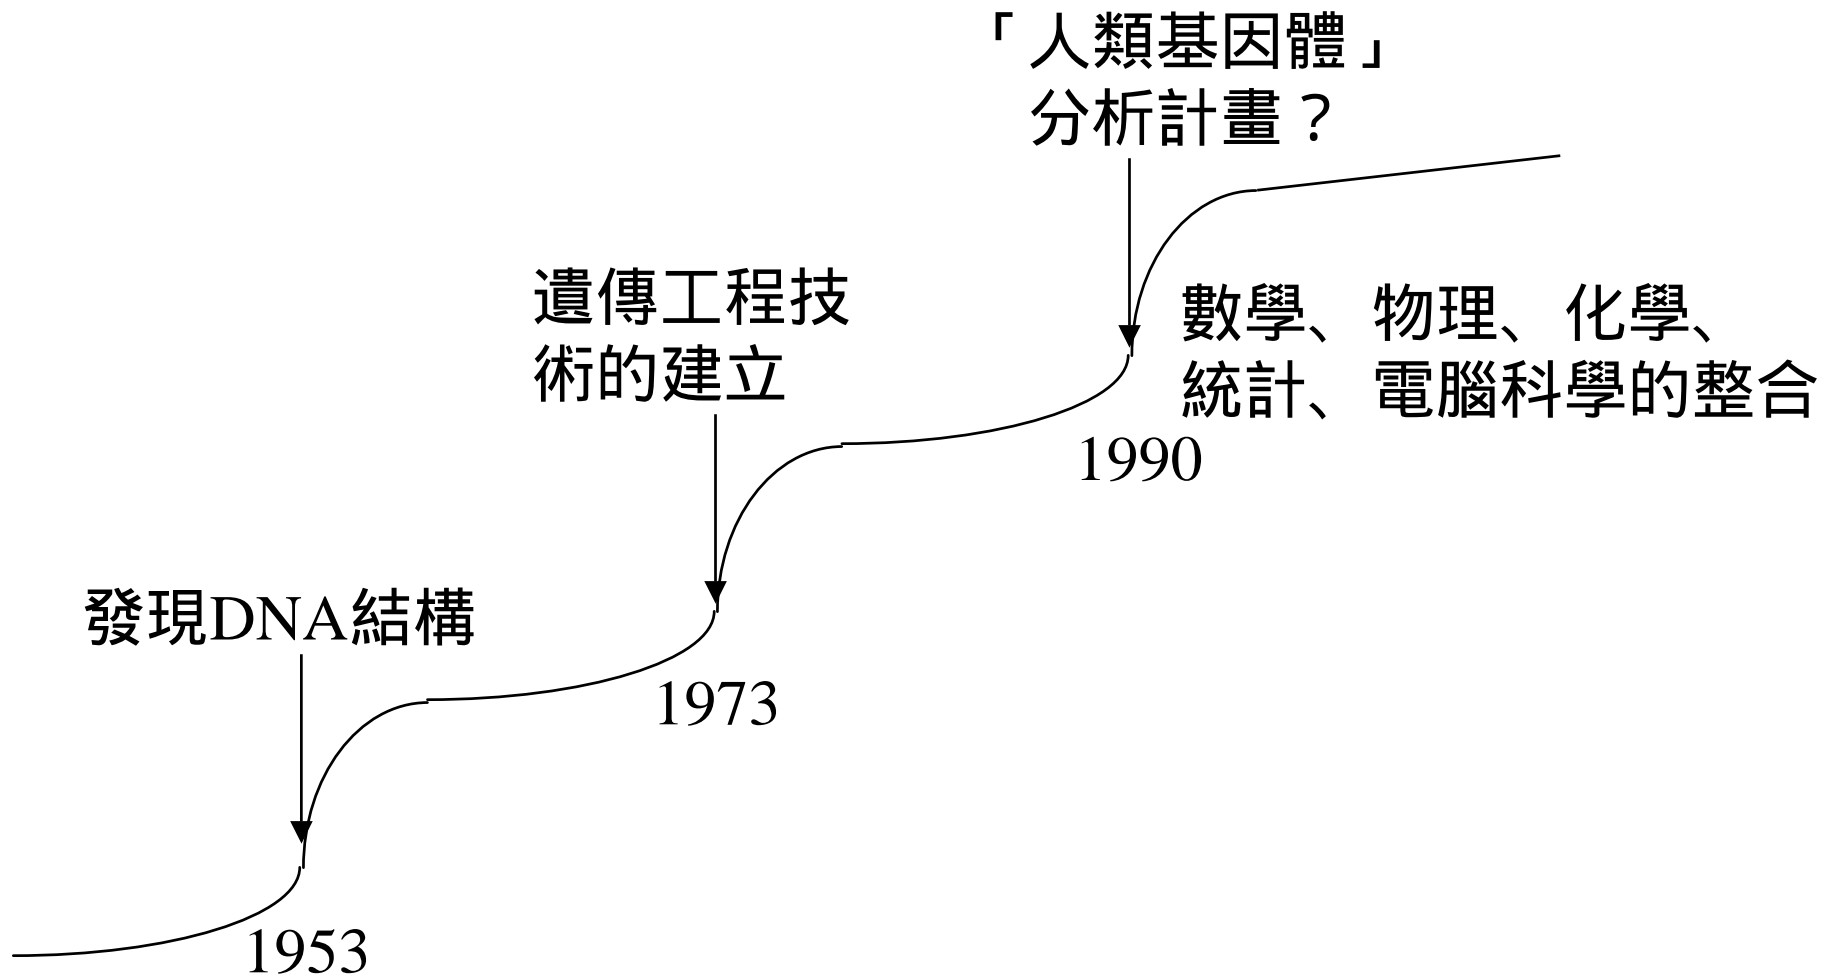 「人類基因體」
分析計畫？
遺傳工程技
術的建立
數學、物理、化學、
統計、電腦科學的整合
1990
發現DNA結構
1973
1953